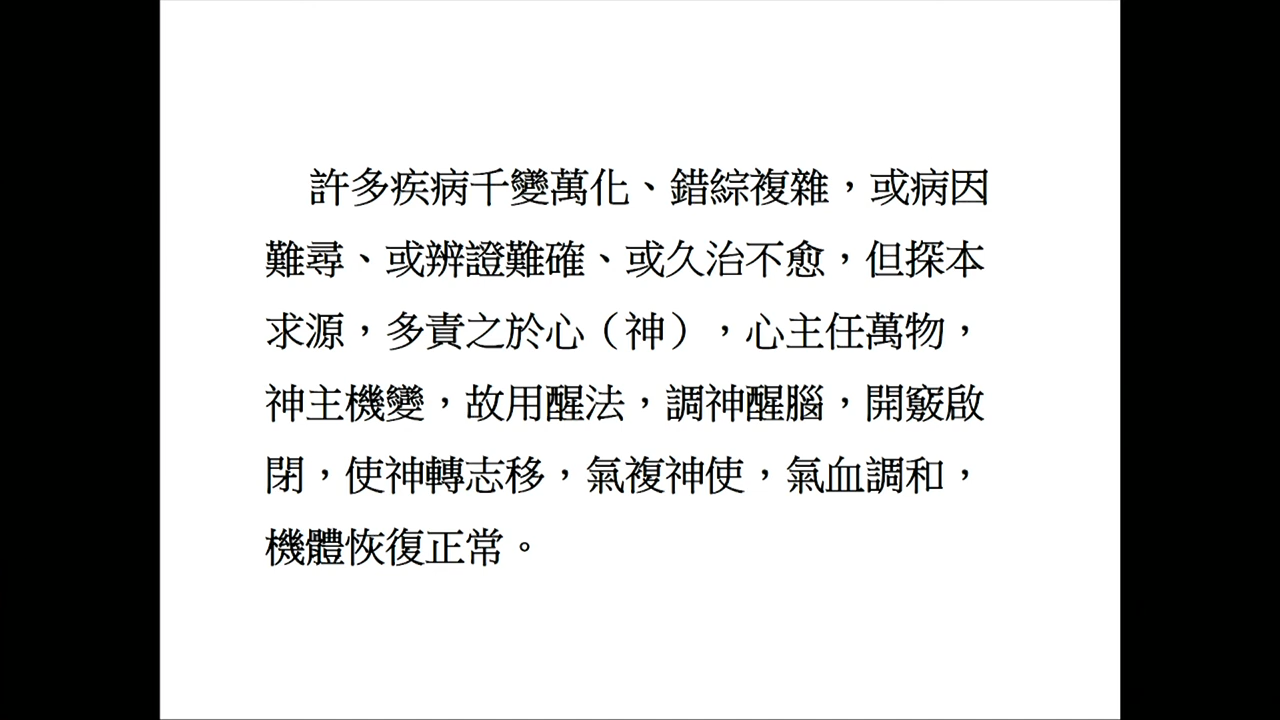 許多疾病千變萬化、錯綜複雜，或病因
難尋、或辨證難確、或久治不愈，但探本
求源，多責之於心（神），心主任萬物，
神主機變，故用醒法，調神醒腦，開竅啟
閉，使神轉志移，氣複神使，氣血調和，
機體恢復正常。